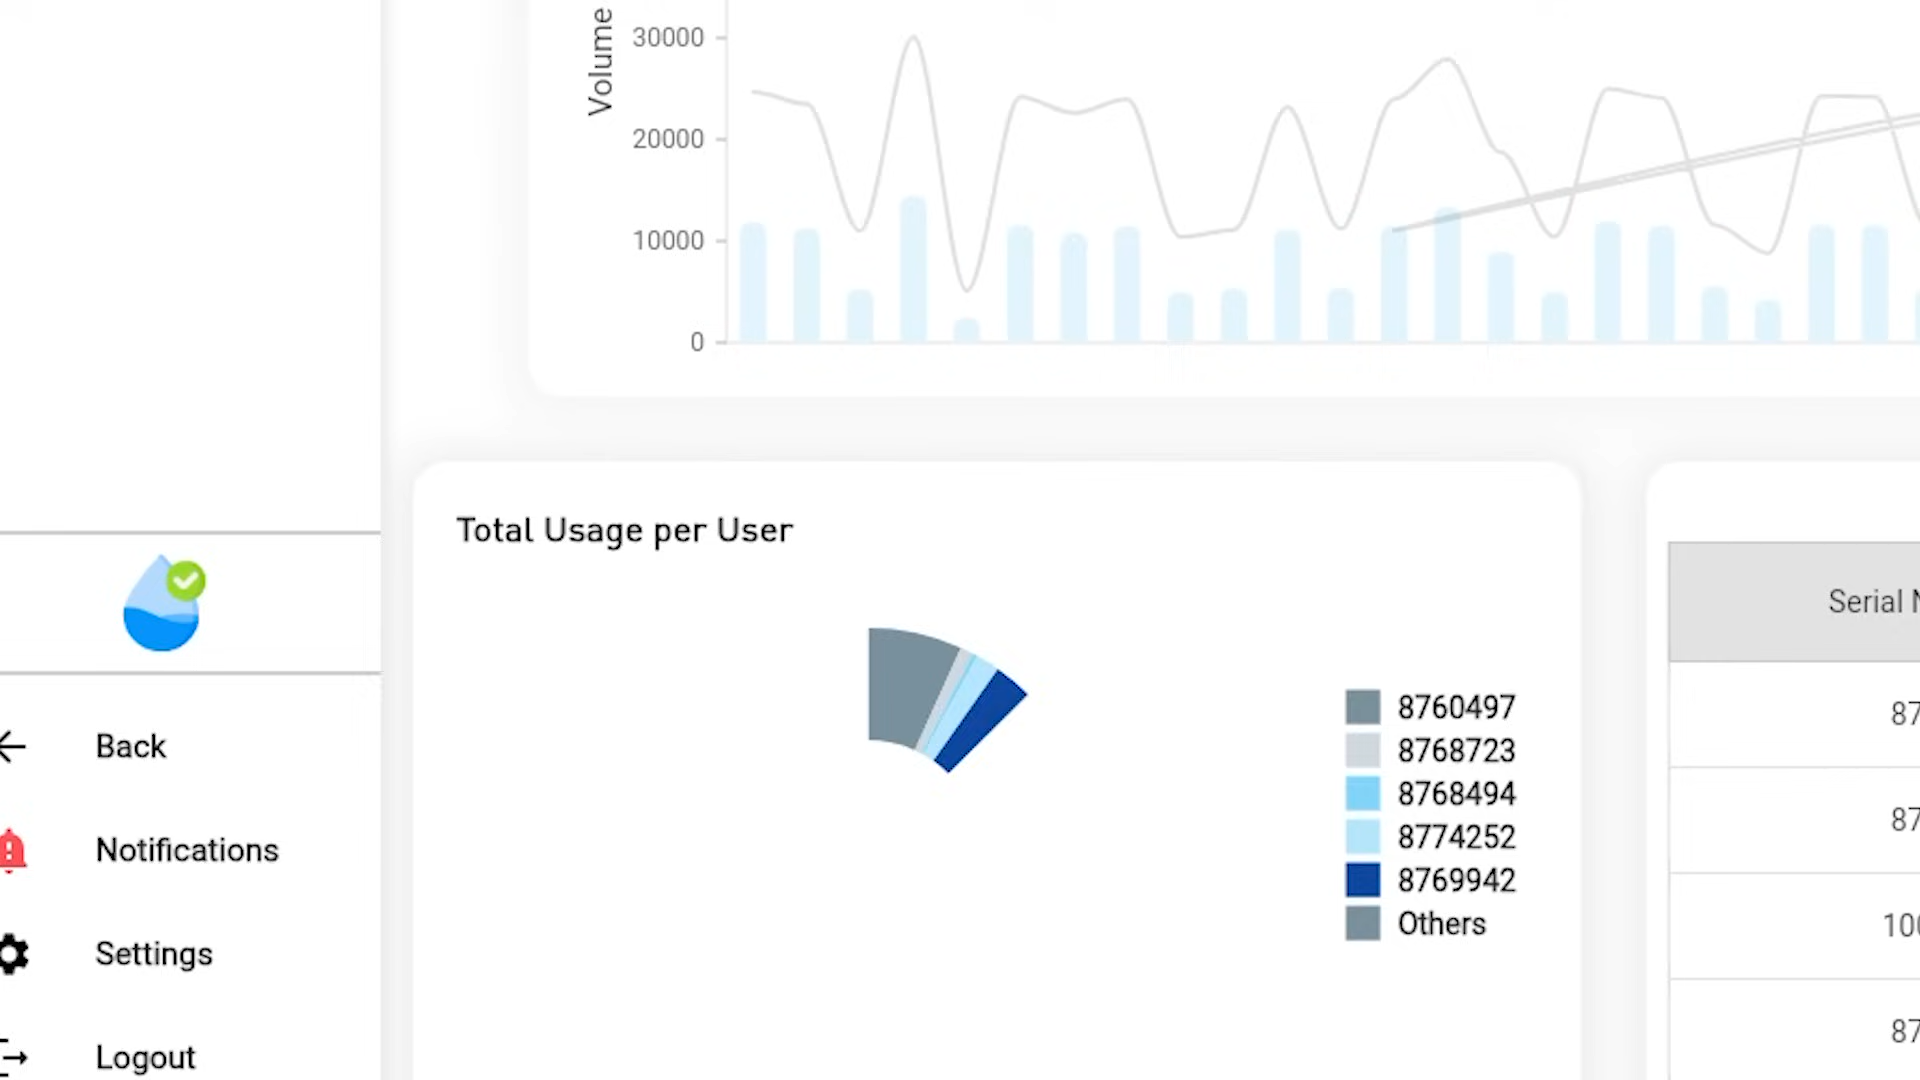 Volume
30000
20000
10000
0
Total Usage per User
8760497
8768723
8768494
8774252
8769942
Others
Serial
87
87
100
87
Back
Notifications
Settings
Logout